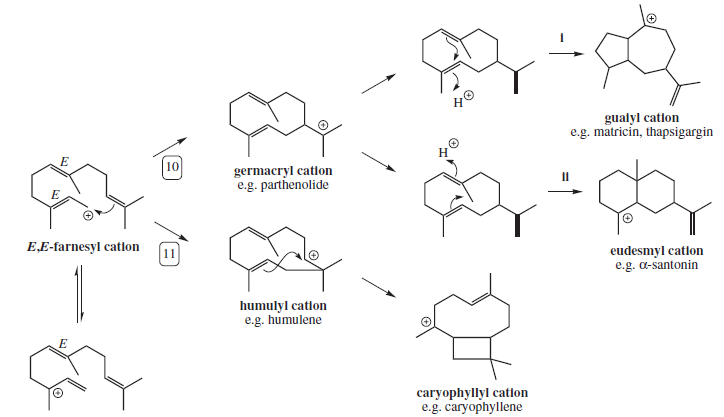 I
H⊕
⊕
guaiyl cation
e.g. matricin, thapsigargin
10
⊕
germacryl cation
e.g. parthenolide
E
E
⊕
E,E-farnesyl cation
H⊕
II
⊕
eudesmyl cation
e.g. α-santonin
11
⊕
humulyl cation
e.g. humulene
E
⊕
⊕
caryophyllyl cation
e.g. caryophyllene